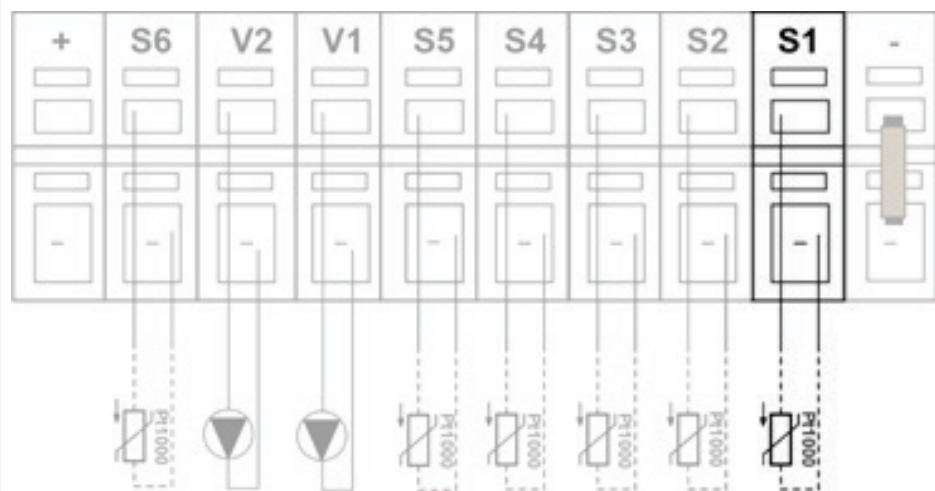 + S6 V2 V1 S5 S4 S3 S2 S1 -
- - - - - - - - - -
Pt1000 Pt1000 Pt1000 Pt1000 Pt1000 Pt1000